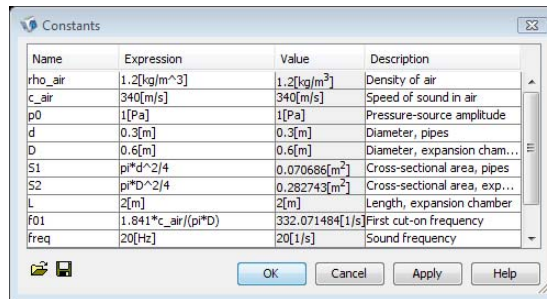 Constants
Name Expression Value Description
rho_air 1.2[kg/m^3] 1.2[kg/m³] Density of air
c_air 340[m/s] 340[m/s] Speed of sound in air
p0 1[Pa] 1[Pa] Pressure-source amplitude
d 0.3[m] 0.3[m] Diameter, pipes
D 0.6[m] 0.6[m] Diameter, expansion cham...
S1 pi*d^2/4 0.070686[m²] Cross-sectional area, pipes
S2 pi*D^2/4 0.282743[m²] Cross-sectional area, exp...
L 2[m] 2[m] Length, expansion chamber
f01 1.841*c_air/(pi*D) 332.071484[1/s] First cut-on frequency
freq 20[Hz] 20[1/s] Sound frequency
OK Cancel Apply Help